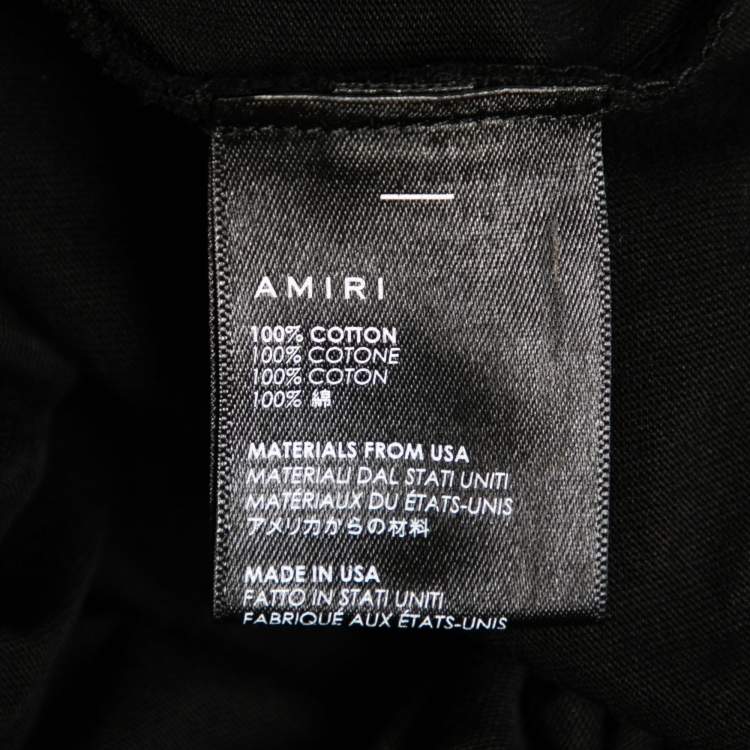 AMIRI
100% COTTON
100% COTONE
100% COTON
100% 綿
MATERIALS FROM USA
MATERIALI DAL STATI UNITI
MATÉRIAUX DU ÉTATS-UNIS
アメリカからの材料
MADE IN USA
FATTO IN STATI UNITI
FABRIQUE AUX ÉTATS-UNIS